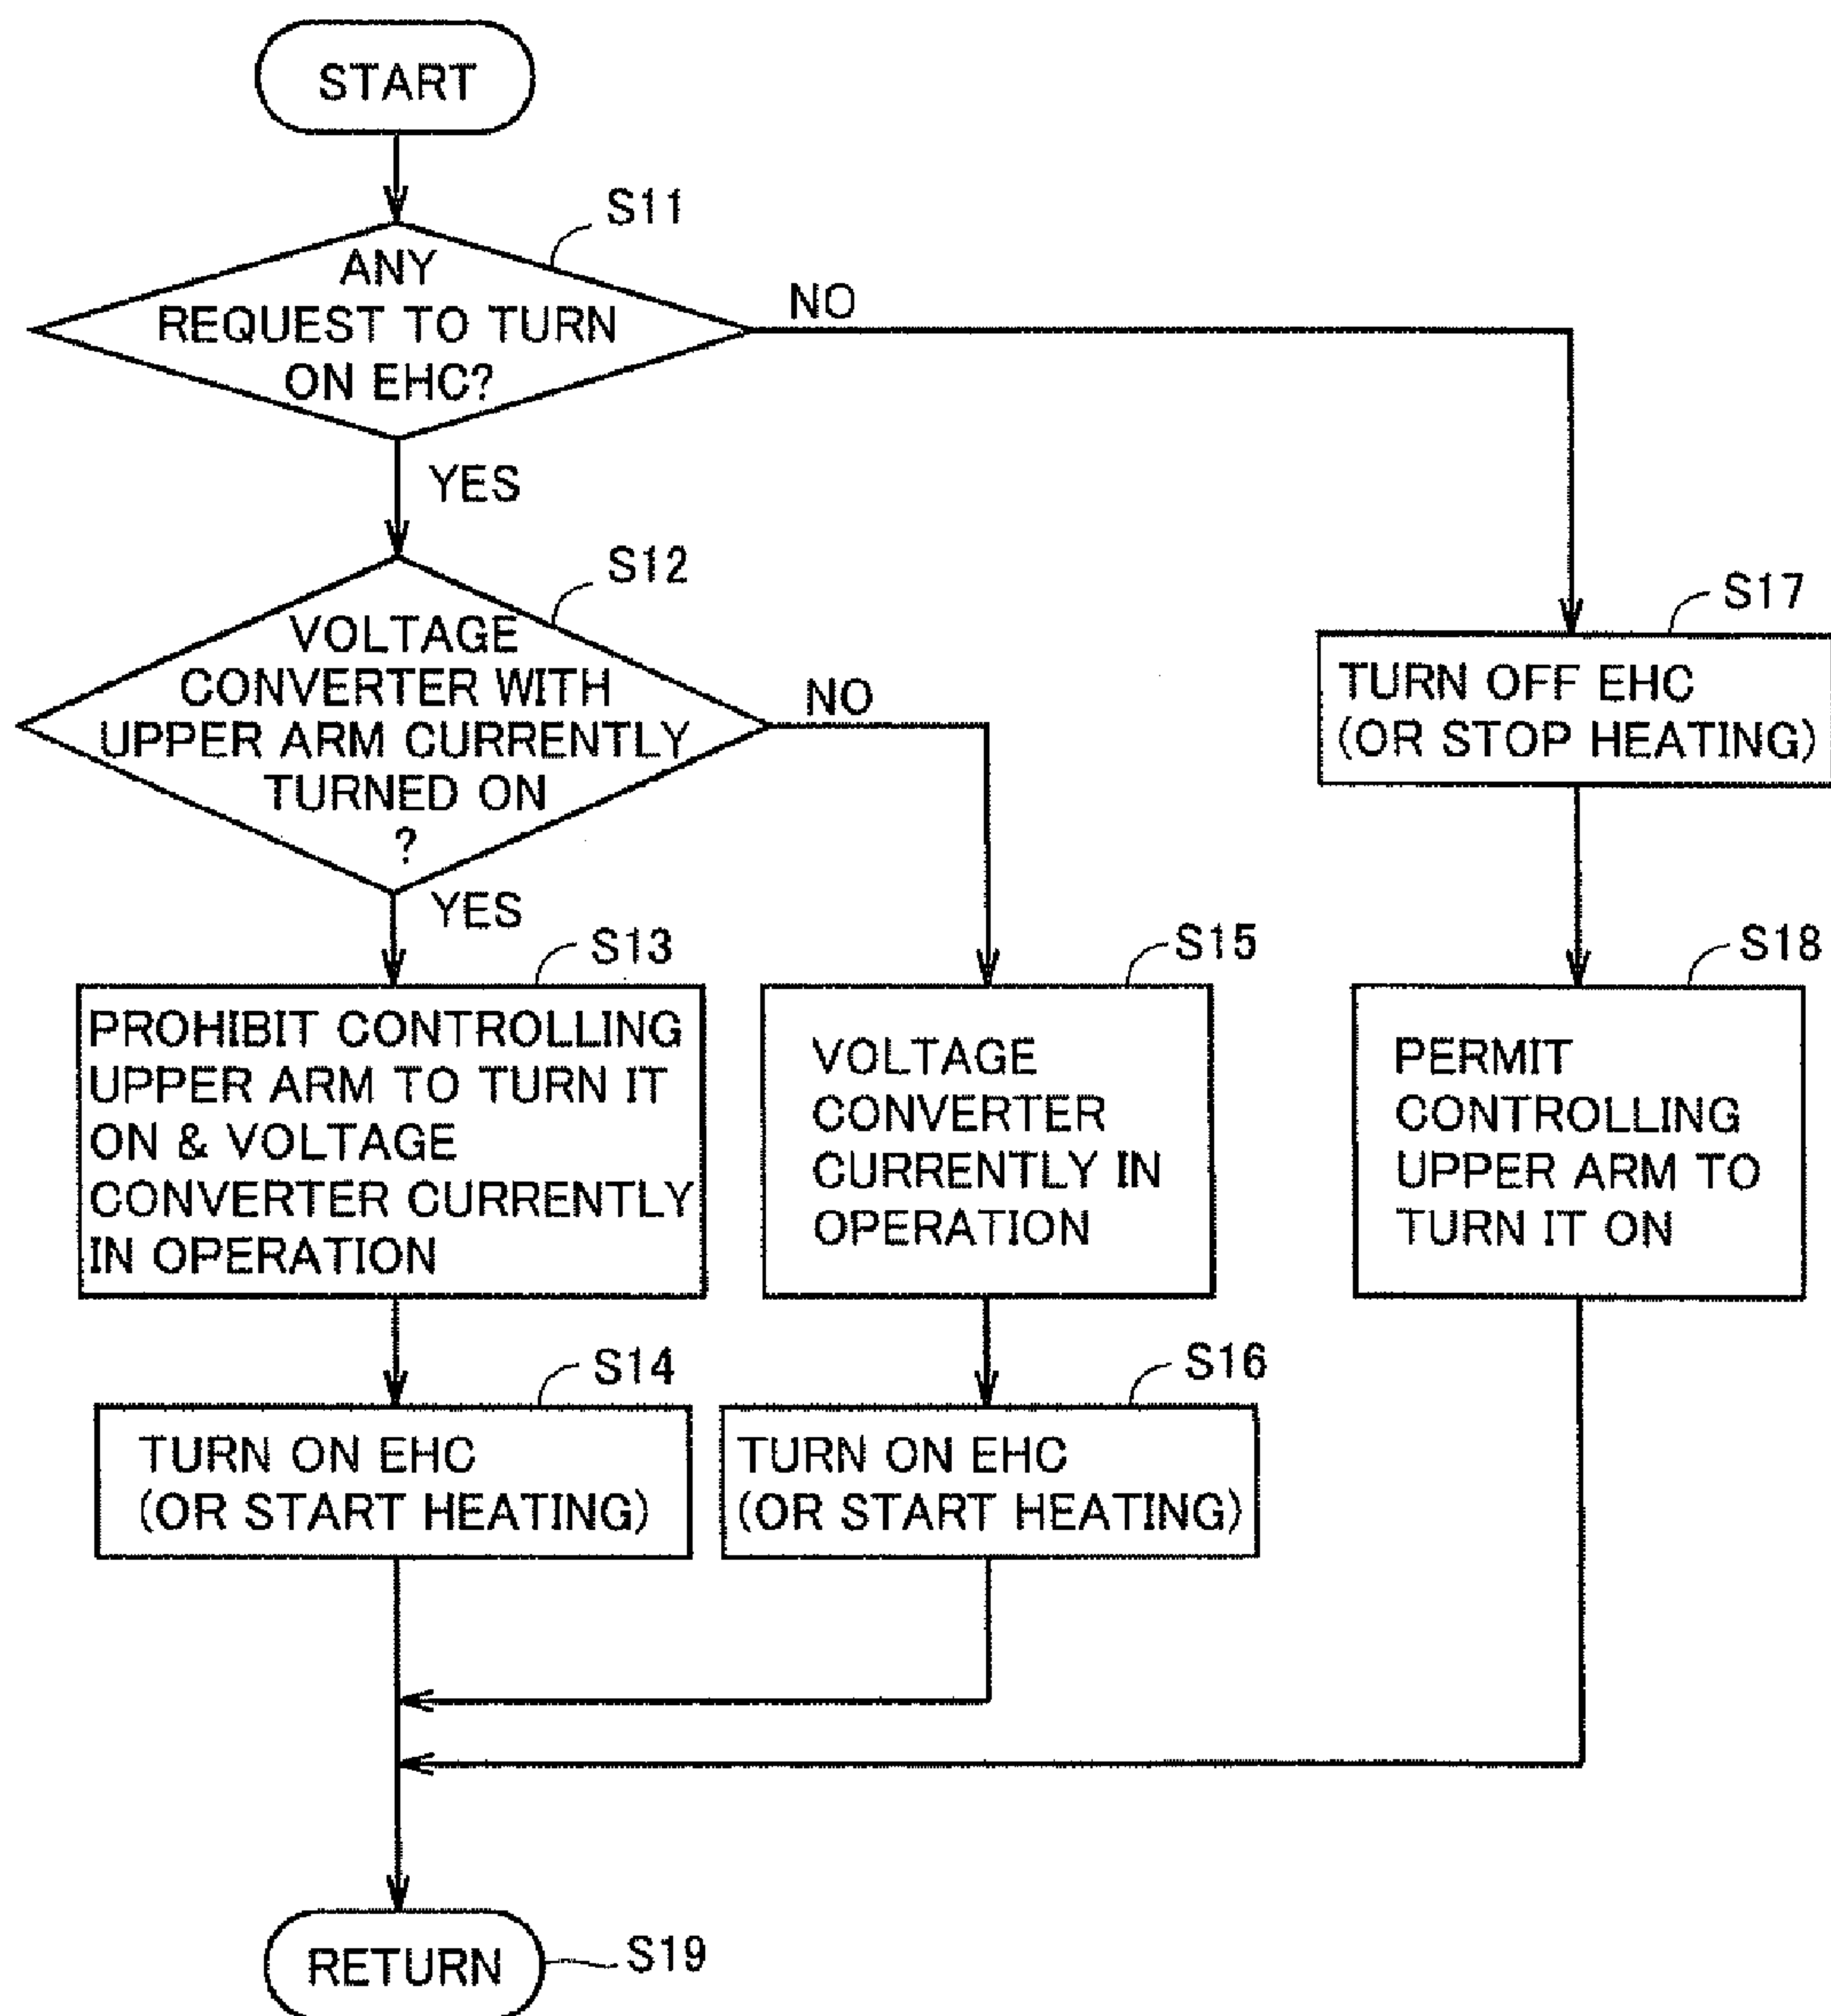 START
S11
ANY
REQUEST TO TURN
ON EHC?
NO
YES
S12
VOLTAGE
CONVERTER WITH
UPPER ARM CURRENTLY
TURNED ON
?
NO
YES
S17
TURN OFF EHC
(OR STOP HEATING)
S13
PROHIBIT CONTROLLING
UPPER ARM TO TURN IT
ON & VOLTAGE
CONVERTER CURRENTLY
IN OPERATION
S15
VOLTAGE
CONVERTER
CURRENTLY IN
OPERATION
S18
PERMIT
CONTROLLING
UPPER ARM TO
TURN IT ON
S14
TURN ON EHC
(OR START HEATING)
S16
TURN ON EHC
(OR START HEATING)
RETURN
S19